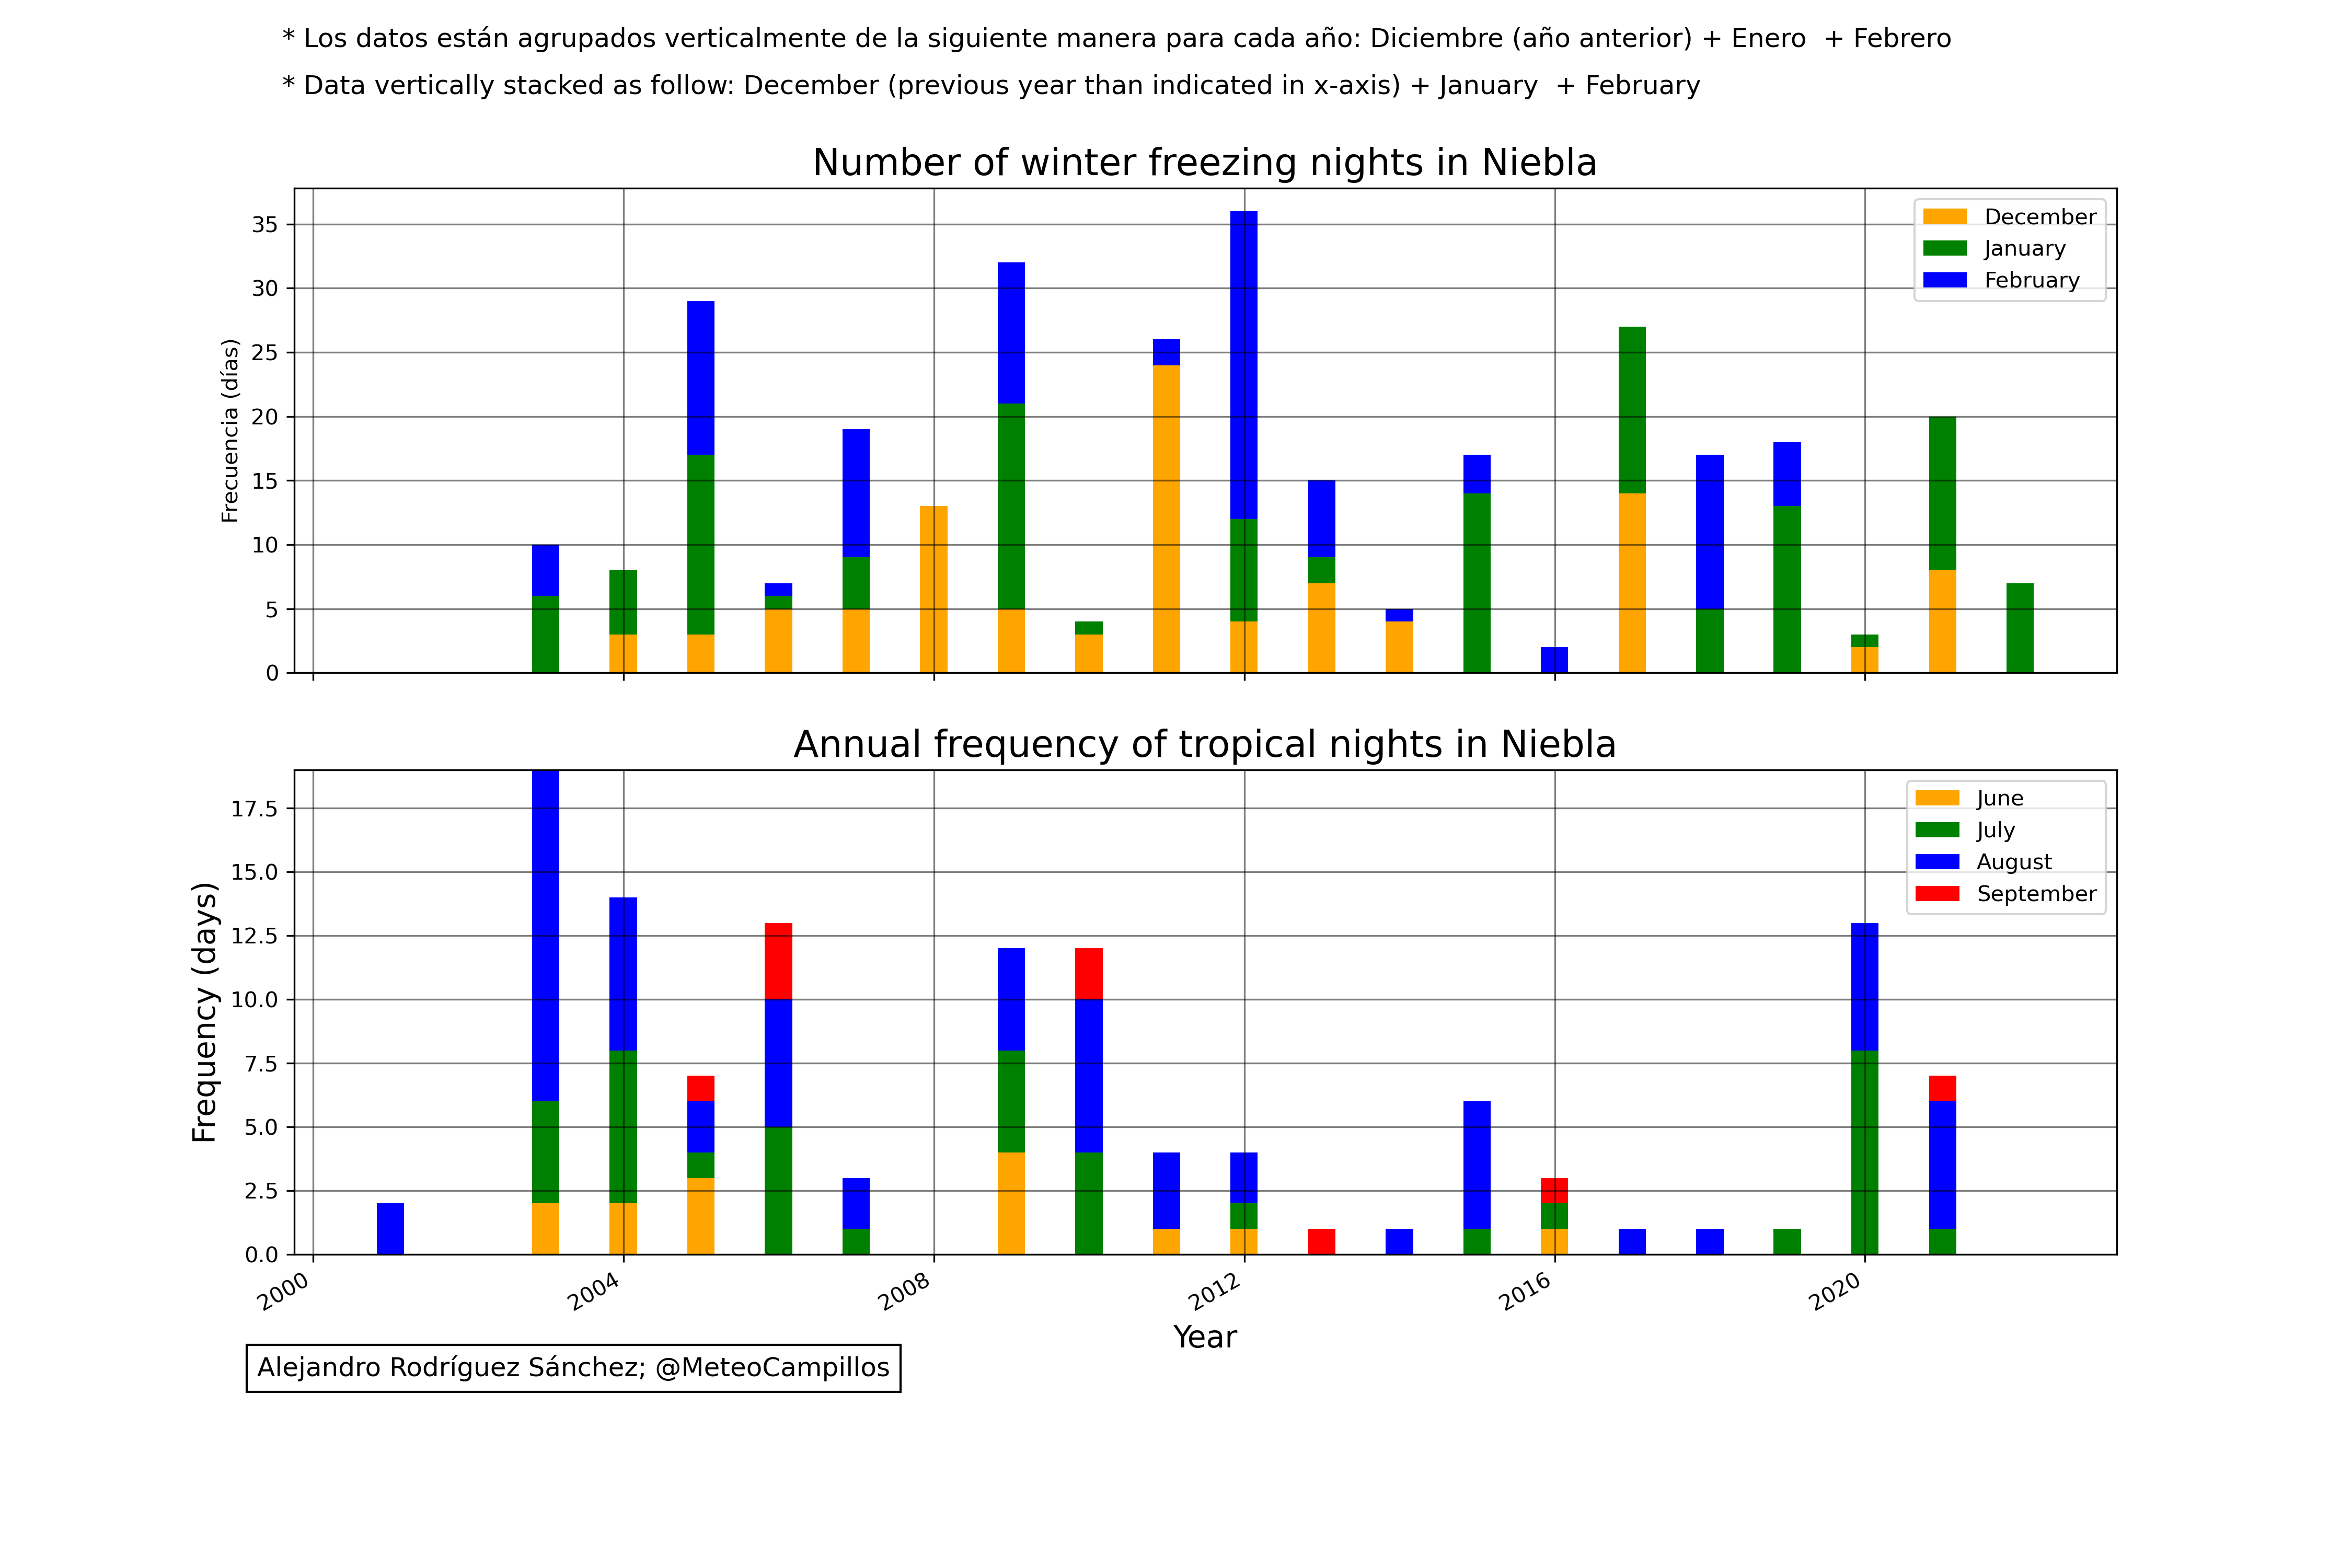 * Los datos están agrupados verticalmente de la siguiente manera para cada año: Diciembre (año anterior) + Enero  + Febrero
* Data vertically stacked as follow: December (previous year than indicated in x-axis) + January  + February
Number of winter freezing nights in Niebla
Frecuencia (días)
35
30
25
20
15
10
5
0
December
January
February
Annual frequency of tropical nights in Niebla
Frequency (days)
17.5
15.0
12.5
10.0
7.5
5.0
2.5
0.0
June
July
August
September
2000
2004
2008
2012
2016
2020
Year
Alejandro Rodríguez Sánchez; @MeteoCampillos